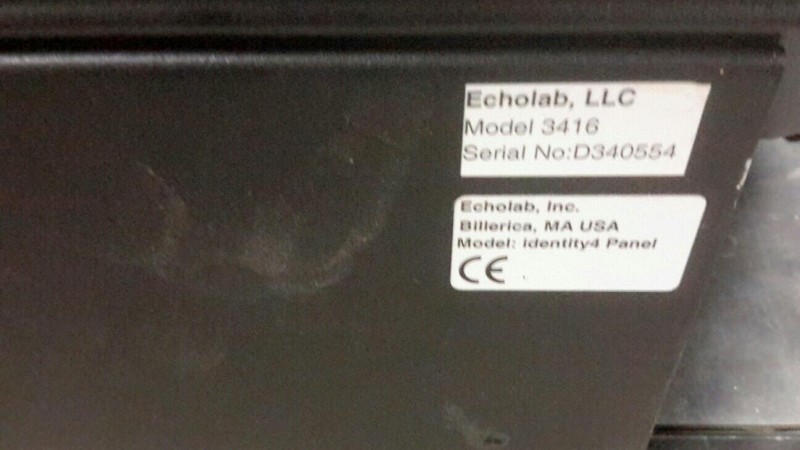 Echolab, LLC
Model 3416
Serial No:D340554
Echolab, Inc.
Billerica, MA USA
Model: Identity4 Panel
CE